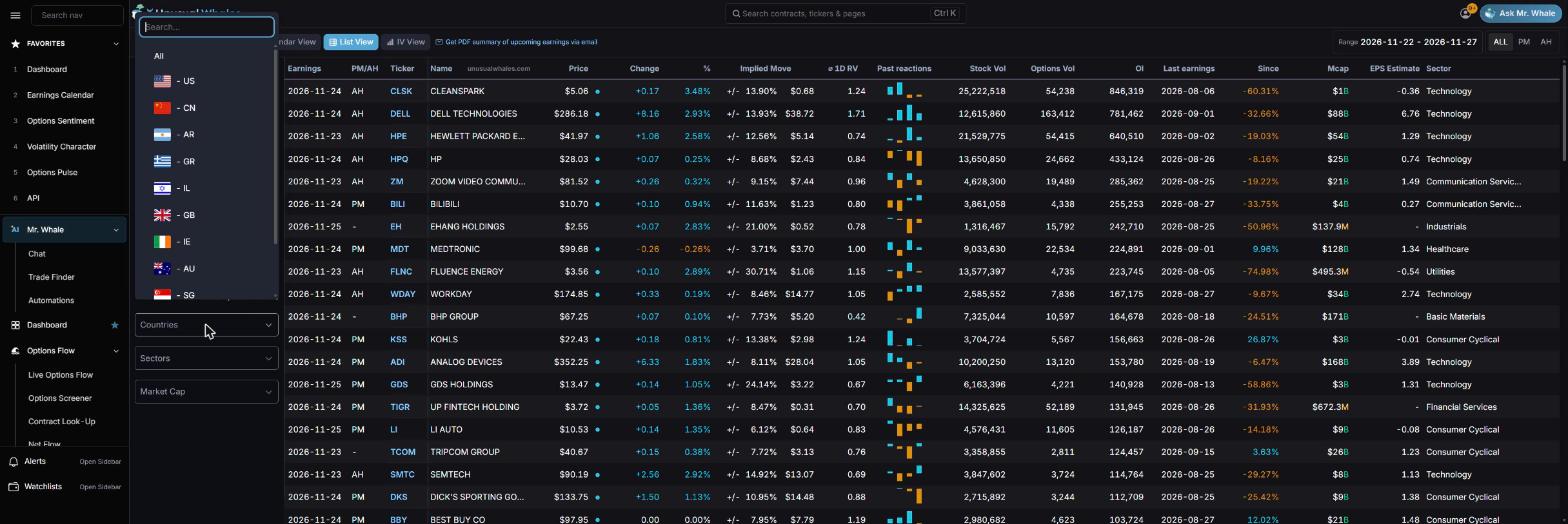 Search nav
Unusual Whales
Search contracts, tickers & pages Ctrl K
9+
Ask Mr. Whale
FAVORITES
1 Dashboard
2 Earnings Calendar
3 Options Sentiment
4 Volatility Character
5 Options Pulse
6 API
Mr. Whale
Chat
Trade Finder
Automations
Dashboard
Options Flow
Live Options Flow
Options Screener
Contract Look-Up
Net Flow
Alerts Open Sidebar
Watchlists Open Sidebar
Search...
All
- US
- CN
- AR
- GR
- IL
- GB
- IE
- AU
- SG
Countries
Sectors
Market Cap
ndar View List View IV View Get PDF summary of upcoming earnings via email
Range 2026-11-22 - 2026-11-27 ALL PM AH
Earnings PM/AH Ticker Name unusualwhales.com Price Change % Implied Move ⌀ 1D RV Past reactions Stock Vol Options Vol OI Last earnings Since Mcap EPS Estimate Sector
2026-11-24 AH CLSK CLEANSPARK $5.06 +0.17 3.48% +/- 13.90% $0.68 1.24 25,222,518 54,238 846,319 2026-08-06 -60.31% $1B -0.36 Technology
2026-11-24 AH DELL DELL TECHNOLOGIES $286.18 +8.16 2.93% +/- 13.93% $38.72 1.71 12,615,860 163,412 781,462 2026-09-01 -32.66% $88B 6.76 Technology
2026-11-23 AH HPE HEWLETT PACKARD E... $41.97 +1.06 2.58% +/- 12.56% $5.14 0.74 21,529,775 54,415 640,510 2026-09-02 -19.03% $54B 1.29 Technology
2026-11-24 AH HPQ HP $28.03 +0.07 0.25% +/- 8.68% $2.43 0.84 13,650,850 24,662 433,124 2026-08-26 -8.16% $25B 0.74 Technology
2026-11-23 AH ZM ZOOM VIDEO COMMU... $81.52 +0.26 0.32% +/- 9.15% $7.44 0.96 4,628,300 19,489 285,362 2026-08-25 -19.22% $21B 1.49 Communication Servic...
2026-11-24 PM BILI BILIBILI $10.70 +0.10 0.94% +/- 11.63% $1.23 0.80 3,861,058 4,338 255,253 2026-08-25 -33.75% $4B 0.27 Communication Servic...
2026-11-25 - EH EHANG HOLDINGS $2.55 +0.07 2.83% +/- 21.00% $0.52 0.78 1,316,467 15,792 242,710 2026-08-25 -50.96% $137.9M - Industrials
2026-11-24 PM MDT MEDTRONIC $99.68 -0.26 -0.26% +/- 3.71% $3.70 1.00 9,033,630 22,534 224,891 2026-09-01 9.96% $128B 1.34 Healthcare
2026-11-23 AH FLNC FLUENCE ENERGY $3.56 +0.10 2.89% +/- 30.71% $1.06 1.15 13,577,397 4,735 223,745 2026-08-05 -74.98% $495.3M -0.54 Utilities
2026-11-24 AH WDAY WORKDAY $174.85 +0.33 0.19% +/- 8.46% $14.77 1.05 2,585,552 7,836 167,175 2026-08-27 -9.67% $34B 2.74 Technology
2026-11-24 - BHP BHP GROUP $67.25 +0.07 0.10% +/- 7.73% $5.20 0.42 7,325,044 10,597 164,678 2026-08-18 -24.51% $171B - Basic Materials
2026-11-24 PM KSS KOHLS $22.43 +0.18 0.81% +/- 13.38% $2.98 1.24 3,704,724 5,567 156,663 2026-08-26 26.87% $3B -0.01 Consumer Cyclical
2026-11-24 PM ADI ANALOG DEVICES $352.25 +6.33 1.83% +/- 8.11% $28.04 1.05 10,200,250 13,120 153,780 2026-08-19 -6.47% $168B 3.89 Technology
2026-11-25 PM GDS GDS HOLDINGS $13.47 +0.14 1.05% +/- 24.14% $3.22 0.67 6,163,396 4,221 140,928 2026-08-13 -58.86% $3B 1.31 Technology
2026-11-24 PM TIGR UP FINTECH HOLDING $3.72 +0.05 1.36% +/- 8.47% $0.31 0.70 14,325,625 52,189 131,945 2026-08-26 -31.93% $672.3M - Financial Services
2026-11-25 PM LI LI AUTO $10.53 +0.14 1.35% +/- 6.12% $0.64 0.83 4,576,431 11,605 126,187 2026-08-26 -14.18% $9B -0.08 Consumer Cyclical
2026-11-23 - TCOM TRIPCOM GROUP $40.67 +0.15 0.38% +/- 7.72% $3.13 0.76 3,358,855 2,811 124,457 2026-09-15 3.63% $26B 1.23 Consumer Cyclical
2026-11-23 AH SMTC SEMTECH $90.19 +2.56 2.92% +/- 14.92% $13.07 0.69 3,847,602 3,724 114,764 2026-08-25 -29.27% $8B 1.13 Technology
2026-11-24 PM DKS DICK'S SPORTING GO... $133.75 +1.50 1.13% +/- 10.95% $14.48 0.88 2,715,892 3,244 112,709 2026-08-25 -25.42% $9B 1.38 Consumer Cyclical
2026-11-24 PM BBY BEST BUY CO $97.95 0.00 0.00% +/- 7.95% $7.79 1.19 2,980,682 4,623 103,724 2026-08-27 12.02% $21B 1.48 Consumer Cyclical